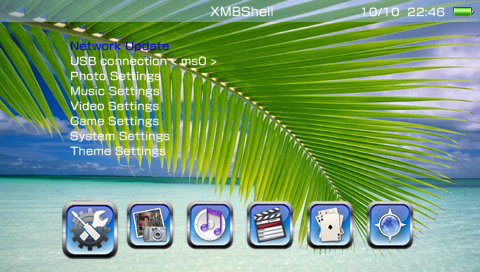 XMBShell
10/10 22:46
Network Update
USB connection < ms0 >
Photo Settings
Music Settings
Video Settings
Game Settings
System Settings
Theme Settings